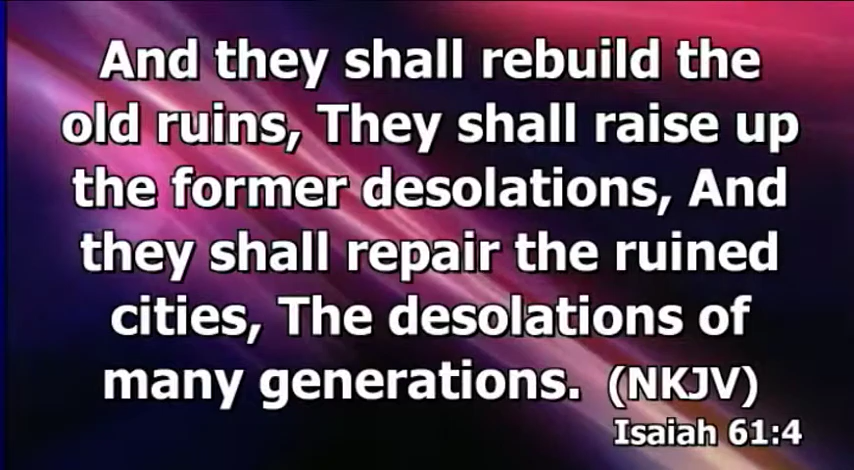 And they shall rebuild the
old ruins, They shall raise up
the former desolations, And
they shall repair the ruined
cities, The desolations of
many generations. (NKJV)
Isaiah 61:4